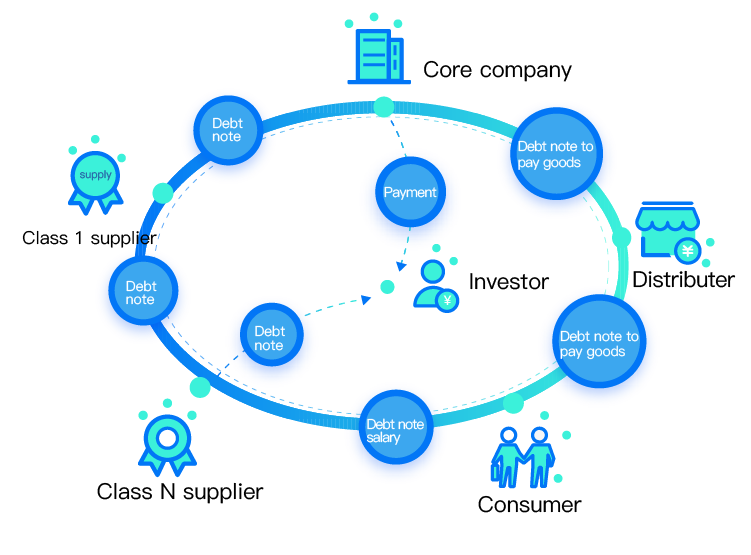 Core company
Debt
note
Debt note to
pay goods
supply
Payment
Class 1 supplier
¥
Distributer
Investor
¥
Debt
note
Debt
note
Debt note to
pay goods
Debt note
salary
Class N supplier
Consumer